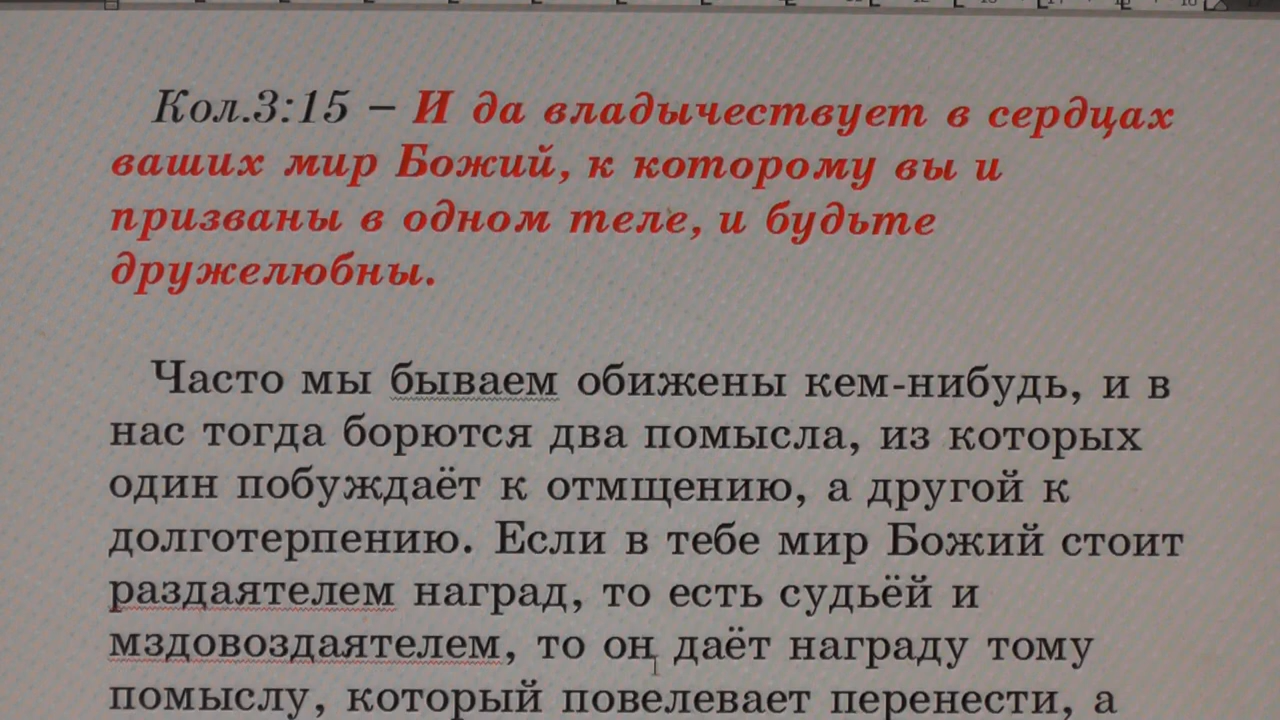 Кол.3:15 – И да владычествует в сердцах
ваших мир Божий, к которому вы и
призваны в одном теле, и будьте
дружелюбны.
Часто мы бываем обижены кем-нибудь, и в
нас тогда борются два помысла, из которых
один побуждаёт к отмщению, а другой к
долготерпению. Если в тебе мир Божий стоит
раздаятелем наград, то есть судьёй и
мздовоздаятелем, то он даёт награду тому
помыслу, который повелевает перенести, а